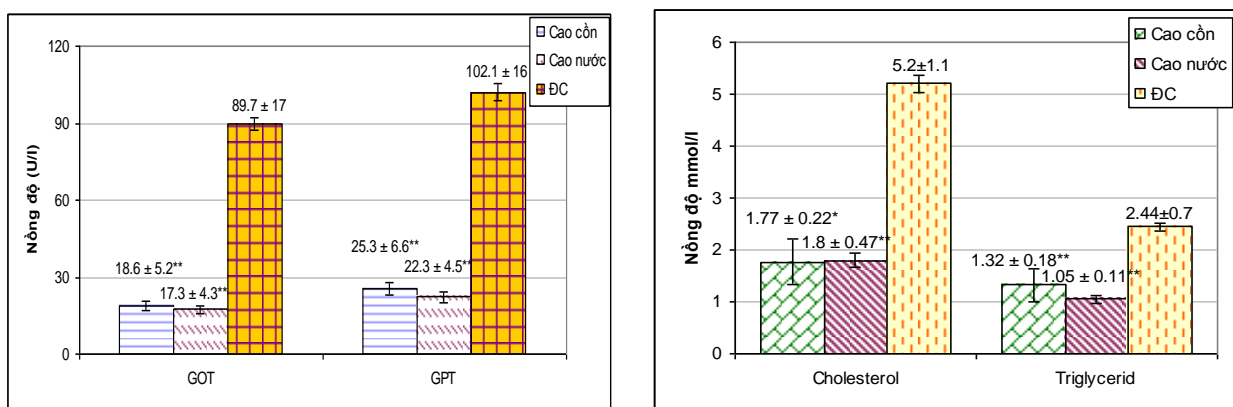 120
90
60
30
0
Nồng độ (U/l)
Cao cồn
Cao nước
ĐC
18.6 ± 5.2**
17.3 ± 4.3**
89.7 ± 17
25.3 ± 6.6**
22.3 ± 4.5**
102.1 ± 16
GOT
GPT
6
5
4
3
2
1
0
Nồng độ mmol/l
Cao cồn
Cao nước
ĐC
1.77 ± 0.22*
1.8 ± 0.47**
5.2±1.1
1.32 ± 0.18**
1.05 ± 0.11**
2.44±0.7
Cholesterol
Triglycerid